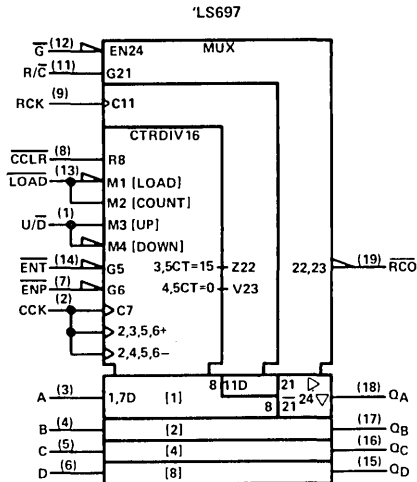 'LS697
G (12) EN24 MUX
R/C (11) G21
RCK (9) C11
CTRDIV16
CCLR (8) R8
LOAD (13) M1 [LOAD]
M2 [COUNT]
U/D (1) M3 [UP]
M4 [DOWN]
ENT (14) G5 3,5CT=15 Z22 22,23 (19) RCO
ENP (7) G6 4,5CT=0 V23
CCK (2) C7
2,3,5,6+
2,4,5,6−
A (3) 1,7D [1] 8 11D 21 24 (18) QA
8 21
B (4) [2] (17) QB
C (5) [4] (16) QC
D (6) [8] (15) QD